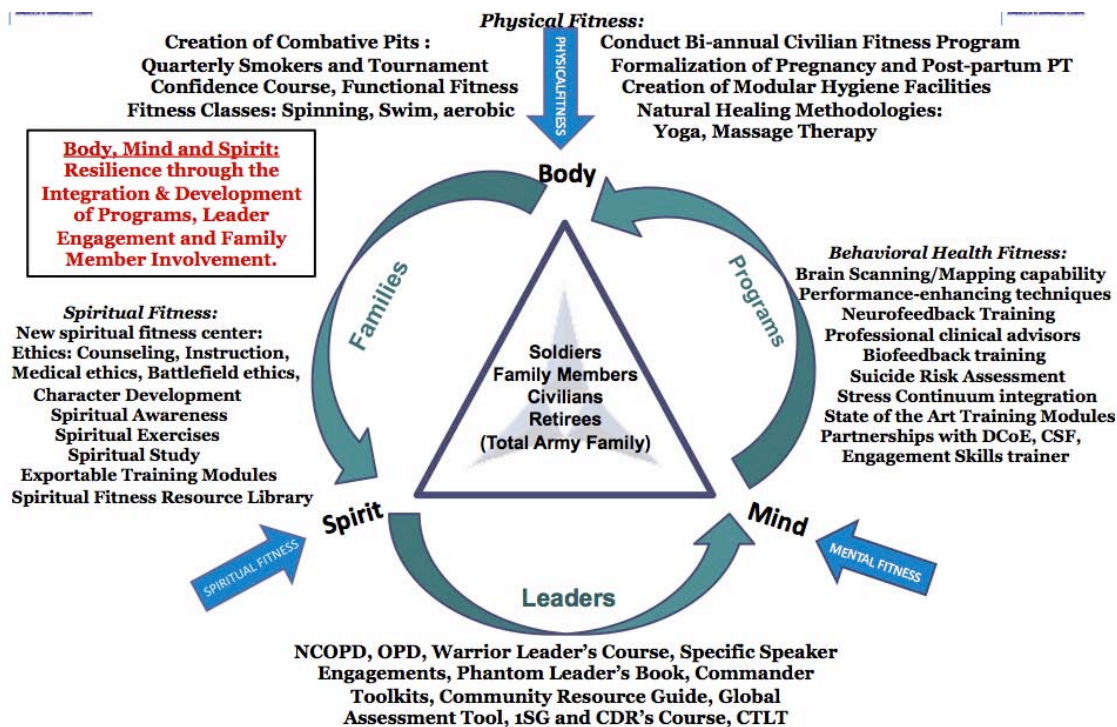 Physical Fitness:
Creation of Combative Pits :
Quarterly Smokers and Tournament
Confidence Course, Functional Fitness
Fitness Classes: Spinning, Swim, aerobic
PHYSICALFITNESS
Conduct Bi-annual Civilian Fitness Program
Formalization of Pregnancy and Post-partum PT
Creation of Modular Hygiene Facilities
Natural Healing Methodologies:
Yoga, Massage Therapy
Body, Mind and Spirit:
Resilience through the
Integration & Development
of Programs, Leader
Engagement and Family
Member Involvement.
Body
Families
Programs
Soldiers
Family Members
Civilians
Retirees
(Total Army Family)
Behavioral Health Fitness:
Brain Scanning/Mapping capability
Performance-enhancing techniques
Neurofeedback Training
Professional clinical advisors
Biofeedback training
Suicide Risk Assessment
Stress Continuum integration
State of the Art Training Modules
Partnerships with DCoE, CSF,
Engagement Skills trainer
Spiritual Fitness:
New spiritual fitness center:
Ethics: Counseling, Instruction,
Medical ethics, Battlefield ethics,
Character Development
Spiritual Awareness
Spiritual Exercises
Spiritual Study
Exportable Training Modules
Spiritual Fitness Resource Library
Spirit
Mind
SPIRITUAL FITNESS
MENTAL FITNESS
Leaders
NCOPD, OPD, Warrior Leader's Course, Specific Speaker
Engagements, Phantom Leader's Book, Commander
Toolkits, Community Resource Guide, Global
Assessment Tool, 1SG and CDR's Course, CTLT